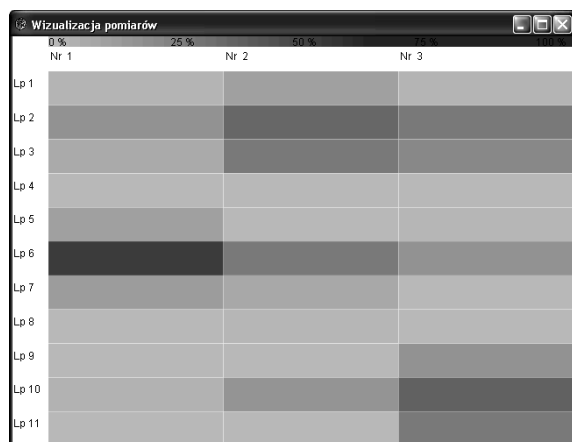 Wizualizacja pomiarów
0 % 25 % 50 % 75 % 100 %
Nr 1 Nr 2 Nr 3
Lp 1
Lp 2
Lp 3
Lp 4
Lp 5
Lp 6
Lp 7
Lp 8
Lp 9
Lp 10
Lp 11